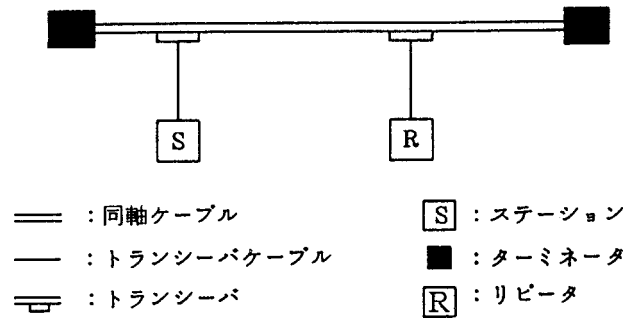 S
R
：同軸ケーブル
S：ステーション
：トランシーバケーブル
：ターミネータ
：トランシーバ
R：リピータ